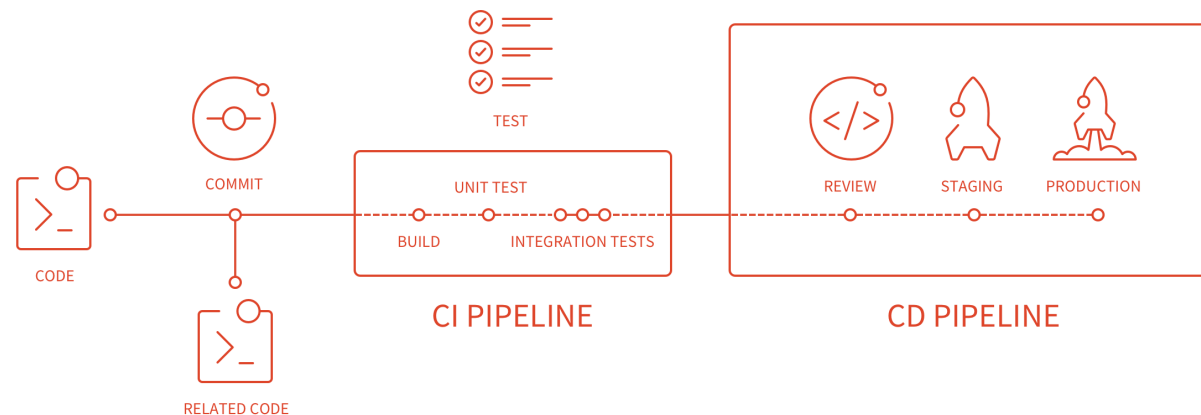 TEST
COMMIT
UNIT TEST
REVIEW
STAGING
PRODUCTION
BUILD
INTEGRATION TESTS
CODE
CI PIPELINE
CD PIPELINE
RELATED CODE